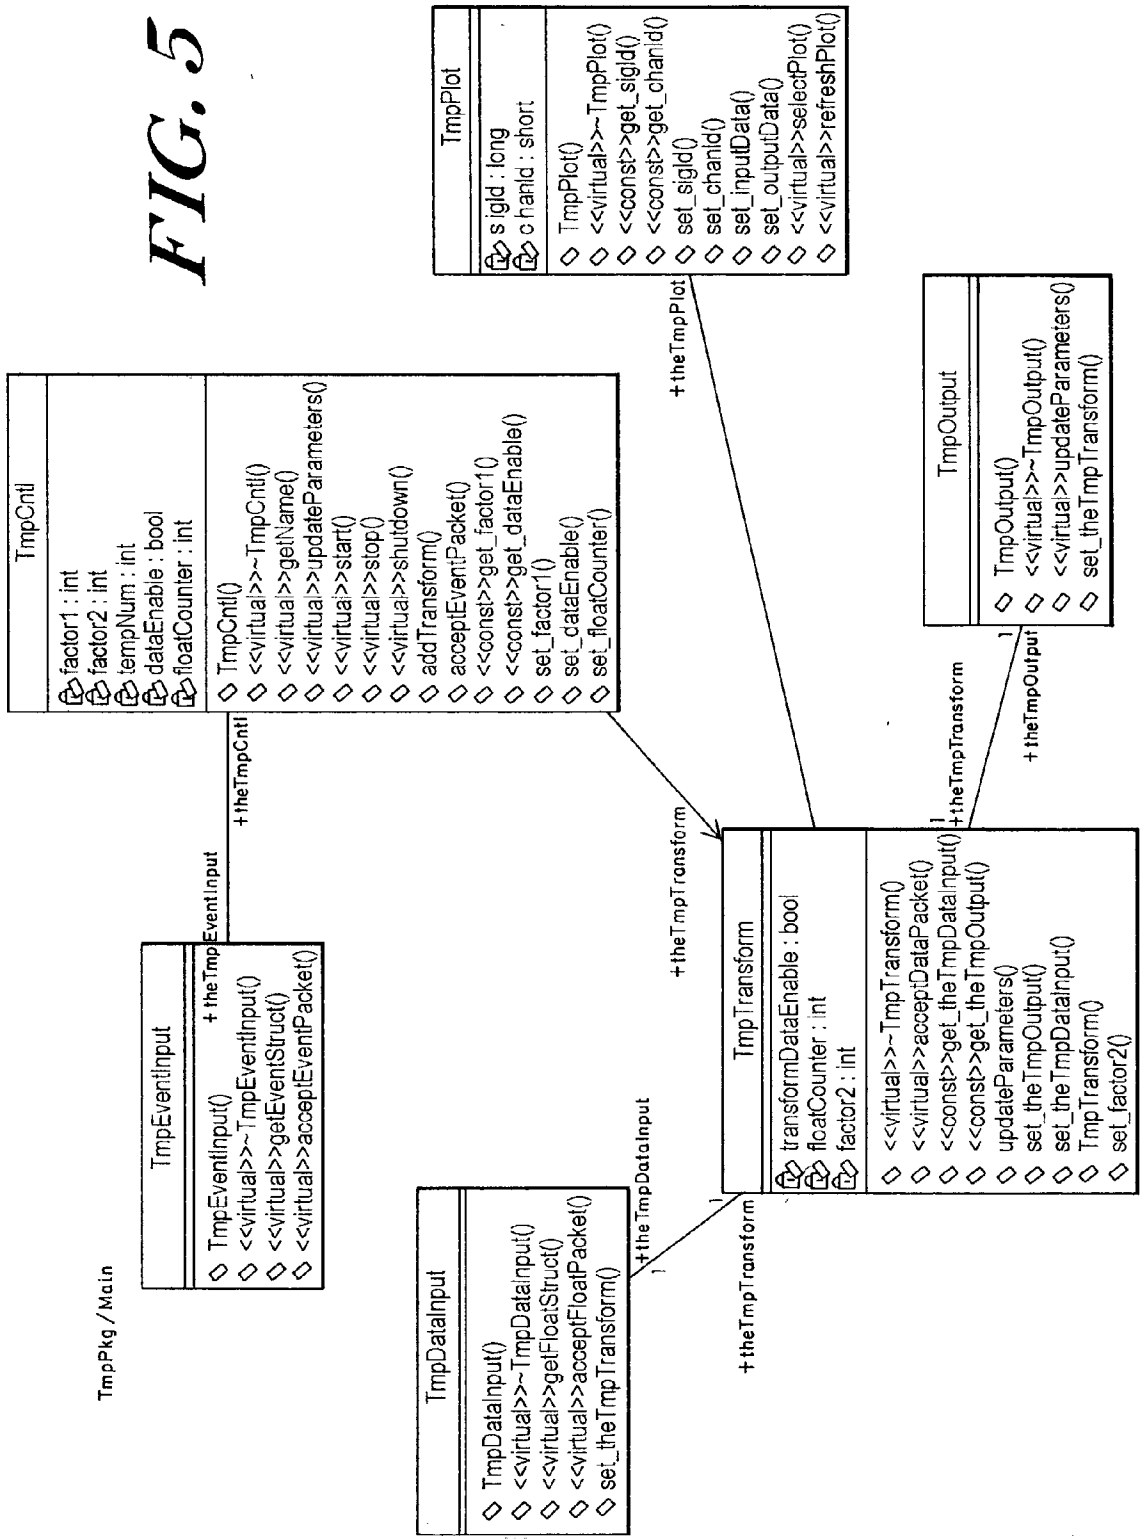 FIG. 5
TmpPkg/Main
TmpEventInput
TmpEventInput()
<<virtual>>~TmpEventInput()
<<virtual>>getEventStruct()
<<virtual>>acceptEventPacket()
+theTmpEventInput
+theTmpCntl
TmpCntl
factor1 : int
factor2 : int
tempNum : int
dataEnable : bool
floatCounter : int
TmpCntl()
<<virtual>>~TmpCntl()
<<virtual>>getName()
<<virtual>>updateParameters()
<<virtual>>start()
<<virtual>>stop()
<<virtual>>shutdown()
addTransform()
acceptEventPacket()
<<const>>get_factor1()
<<const>>get_dataEnable()
set_factor1()
set_dataEnable()
set_floatCounter()
TmpDataInput
TmpDataInput()
<<virtual>>~TmpDataInput()
<<virtual>>getFloatStruct()
<<virtual>>acceptFloatPacket()
set_theTmpTransform()
+theTmpDataInput
1
1
+theTmpTransform
+theTmpTransform
TmpTransform
transformDataEnable : bool
floatCounter : int
factor2 : int
<<virtual>>~TmpTransform()
<<virtual>>acceptDataPacket()
<<const>>get_theTmpDataInput()
<<const>>get_theTmpOutput()
updateParameters()
set_theTmpOutput()
set_theTmpDataInput()
TmpTransform()
set_factor2()
+theTmpPlot
TmpPlot
sigId : long
chanId : short
TmpPlot()
<<virtual>>~TmpPlot()
<<const>>get_sigId()
<<const>>get_chanId()
set_sigId()
set_chanId()
set_inputData()
set_outputData()
<<virtual>>selectPlot()
<<virtual>>refreshPlot()
1
+theTmpTransform
1
+theTmpOutput
TmpOutput
TmpOutput()
<<virtual>>~TmpOutput()
<<virtual>>updateParameters()
set_theTmpTransform()